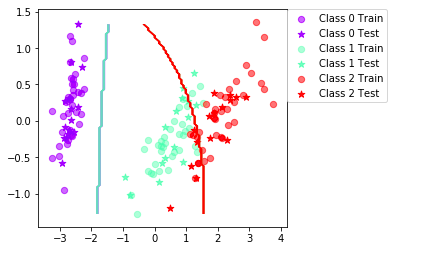 1.5
1.0
0.5
0.0
−0.5
−1.0
−3 −2 −1 0 1 2 3 4
Class 0 Train
Class 0 Test
Class 1 Train
Class 1 Test
Class 2 Train
Class 2 Test